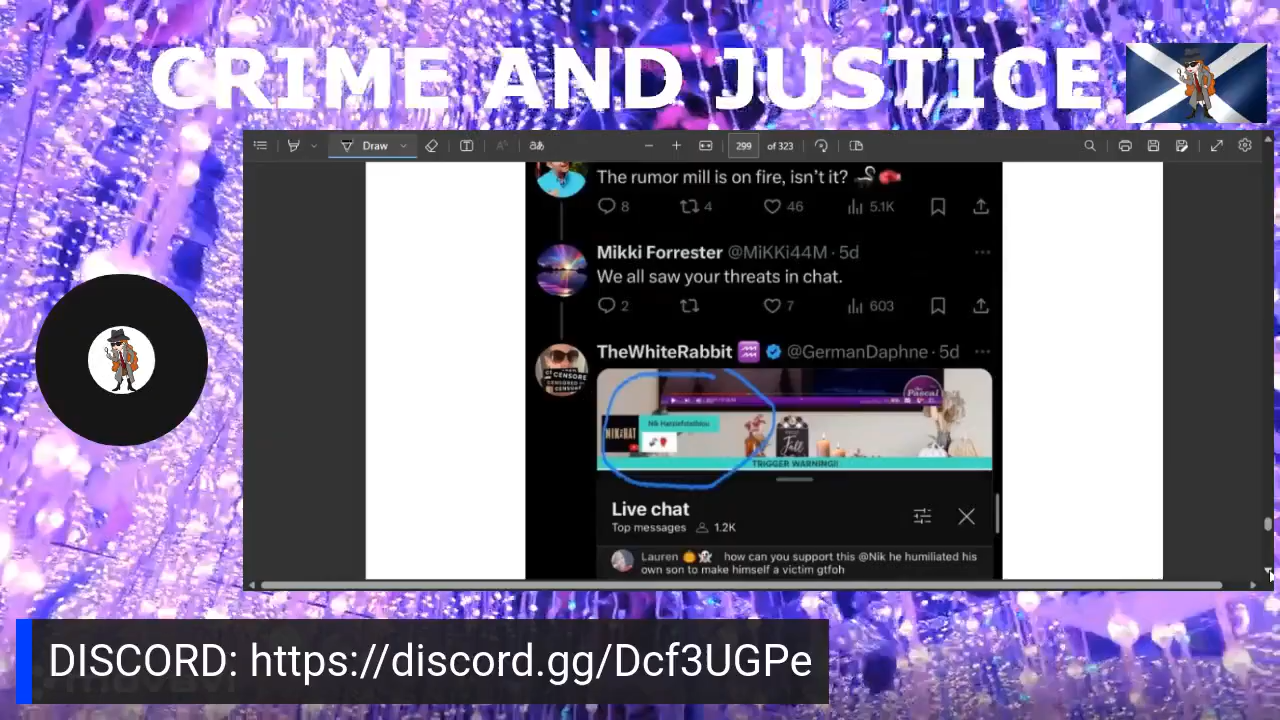 CRIME AND JUSTICE
Draw
299 of 323
The rumor mill is on fire, isn't it?
8 4 46 5.1K
Mikki Forrester @MiKKi44M · 5d
We all saw your threats in chat.
2 7 603
TheWhiteRabbit @GermanDaphne · 5d
CENSORE
Pascal
Fall
TRIGGER WARNING!!
Live chat
Top messages 1.2K
Lauren how can you support this @Nik he humiliated his
own son to make himself a victim gtfoh
DISCORD: https://discord.gg/Dcf3UGPe